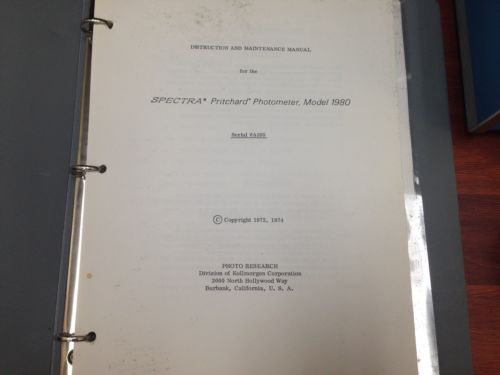 INSTRUCTION AND MAINTENANCE MANUAL
for the
SPECTRA® Pritchard® Photometer, Model 1980
© Copyright 1972, 1974
PHOTO RESEARCH
Division of Kollmorgen Corporation
3000 North Hollywood Way
Burbank, California, U. S. A.